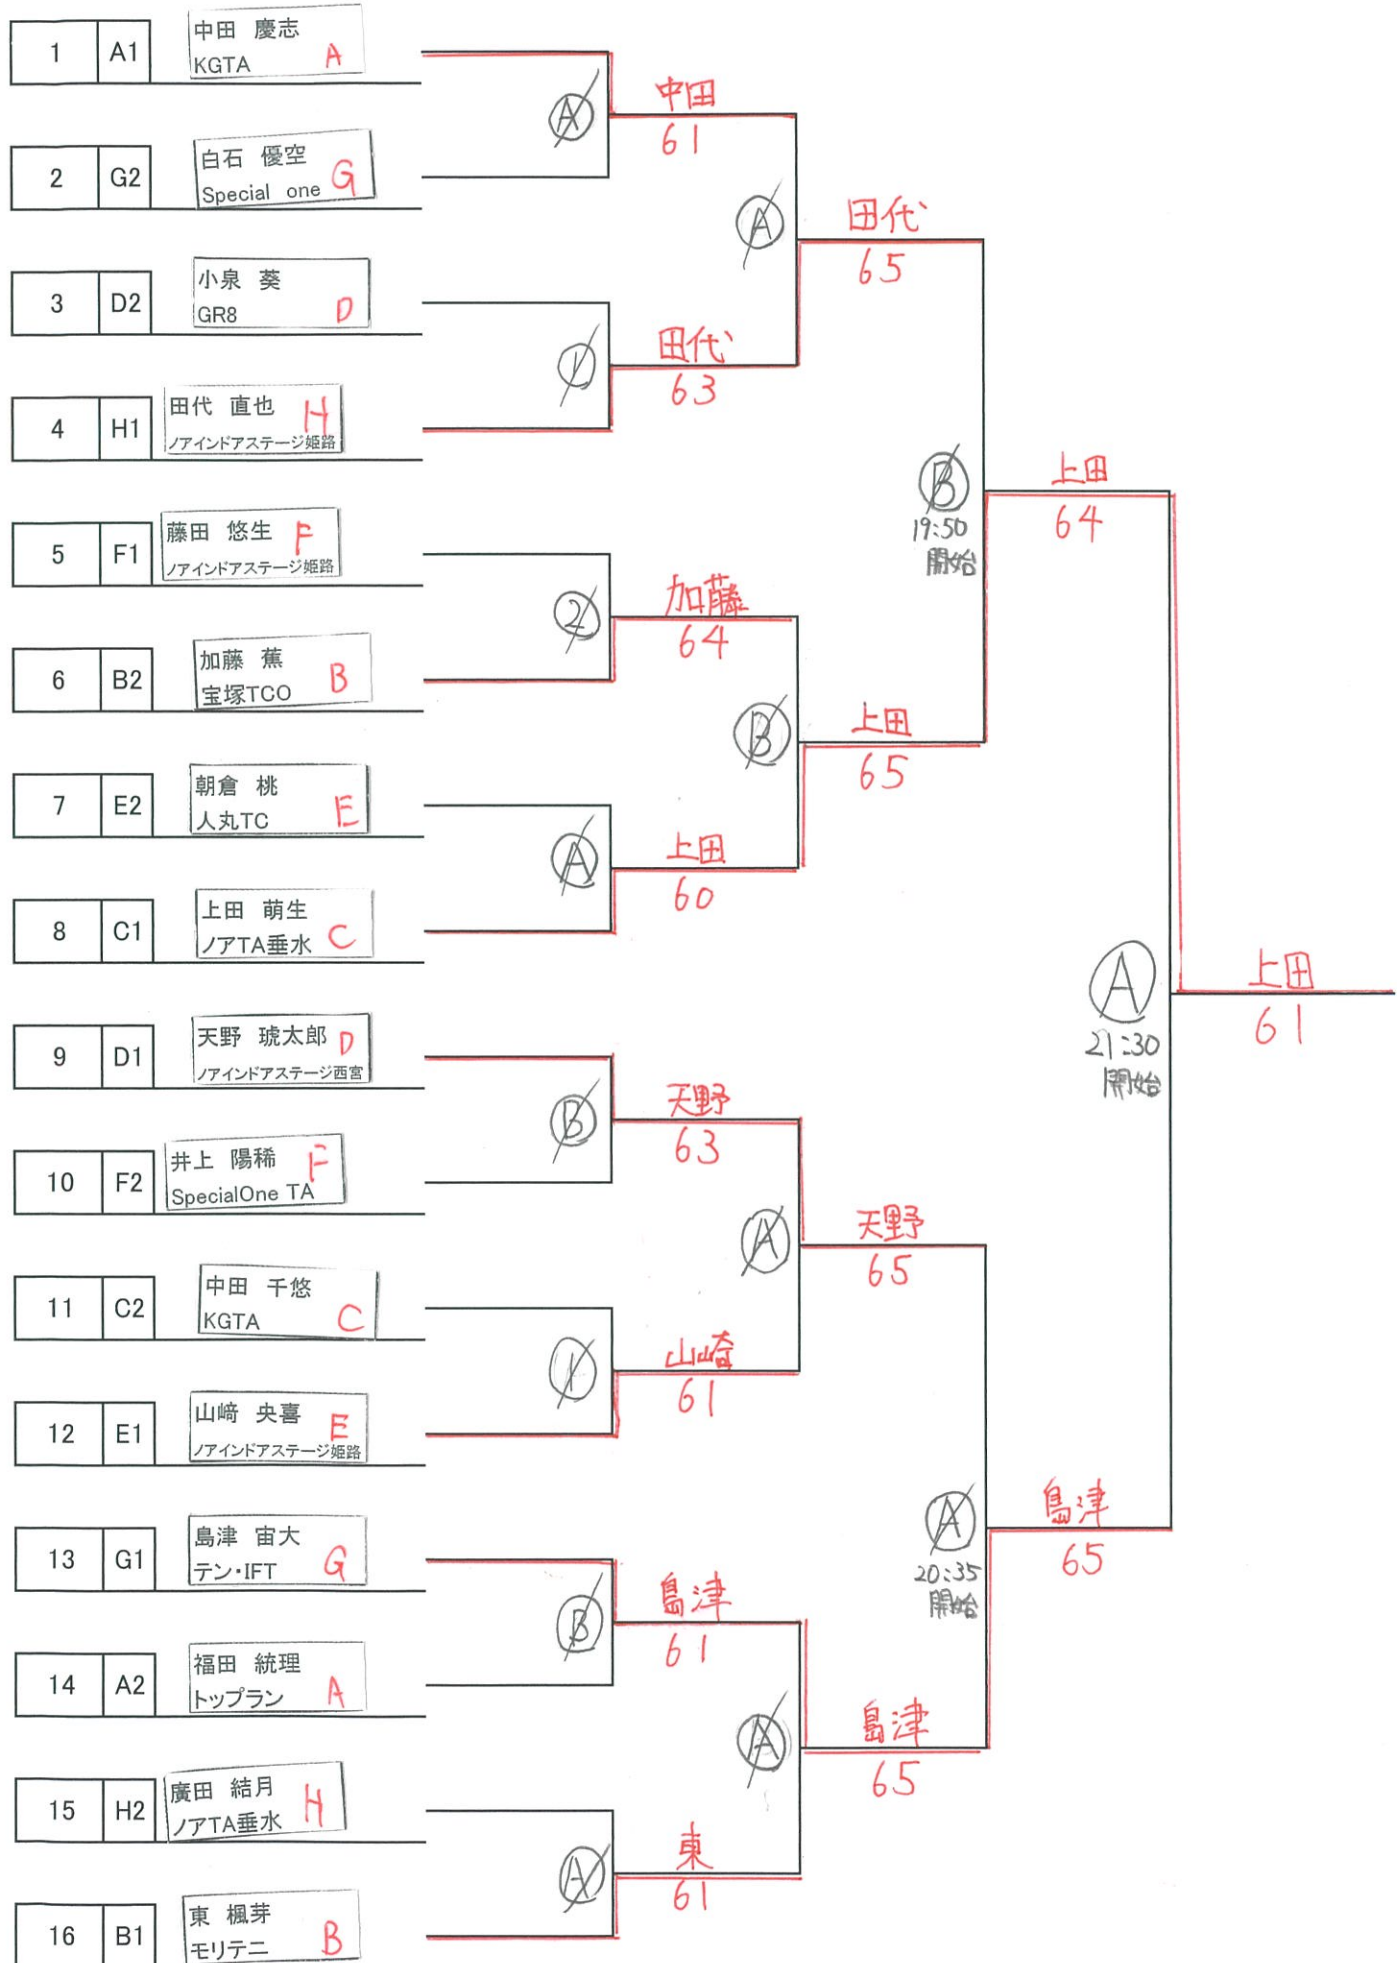 1 A1 中田 慶志
KGTA A
2 G2 白石 優空
Special one G
3 D2 小泉 葵
GR8 D
4 H1 田代 直也 H
ノアインドアステージ姫路
5 F1 藤田 悠生 F
ノアインドアステージ姫路
6 B2 加藤 蕉
宝塚TCO B
7 E2 朝倉 桃
人丸TC E
8 C1 上田 萌生
ノアTA垂水 C
9 D1 天野 琥太郎 D
ノアインドアステージ西宮
10 F2 井上 陽稀 F
SpecialOne TA
11 C2 中田 千悠
KGTA C
12 E1 山﨑 央喜 E
ノアインドアステージ姫路
13 G1 島津 宙大
テン・IFT G
14 A2 福田 統理
トップラン A
15 H2 廣田 結月
ノアTA垂水 H
16 B1 東 楓芽
モリテニ B
A
中田
61
1
田代
63
2
加藤
64
A
上田
60
B
天野
63
1
山崎
61
B
島津
61
A
東
61
A
田代
65
B
上田
65
A
天野
65
A
島津
65
B
19:50
開始
上田
64
A
20:35
開始
島津
65
A
21:30
開始
上田
61